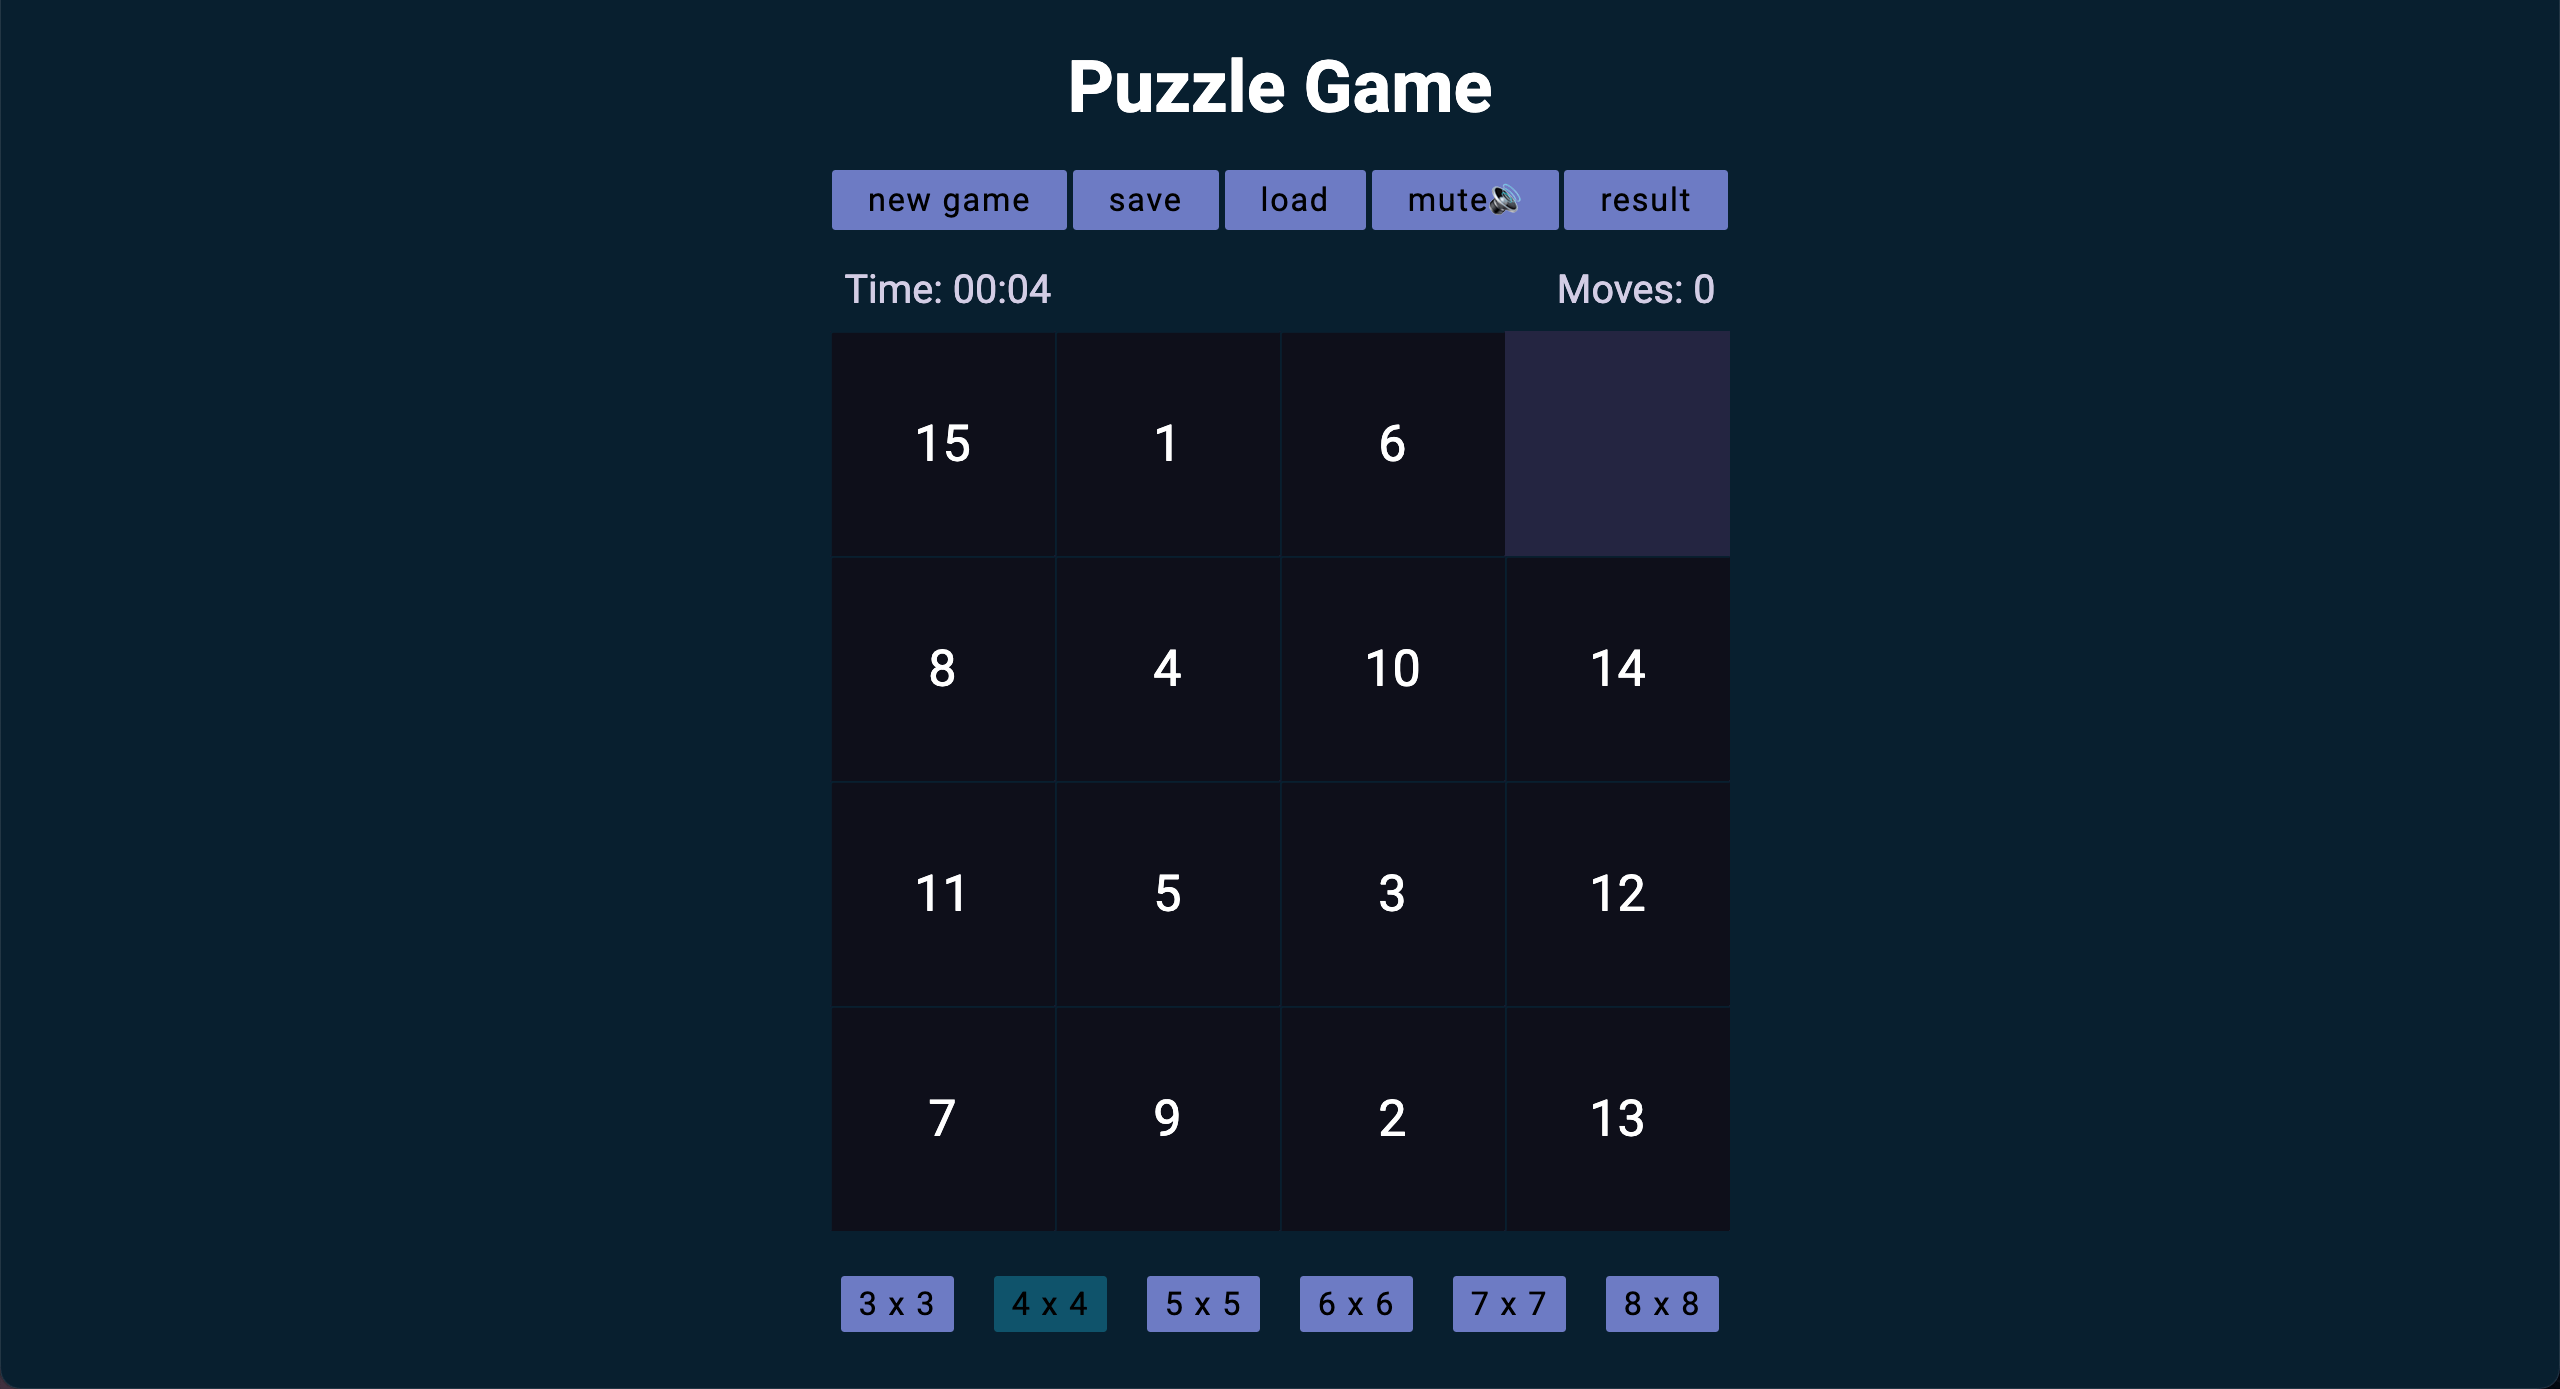 Puzzle Game
new game save load mute🔊 result
Time: 00:04 Moves: 0
15 1 6
8 4 10 14
11 5 3 12
7 9 2 13
3 x 3 4 x 4 5 x 5 6 x 6 7 x 7 8 x 8